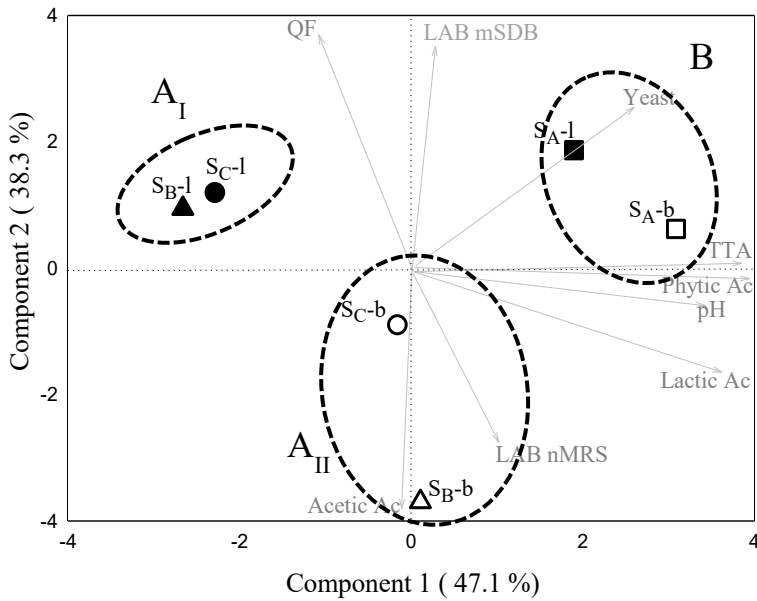 4
QF
LAB mSDB
B
A_I
Yeast
S_A-l
2
S_C-l
S_B-l
S_A-b
TTA
0
Phytic Ac
pH
S_C-b
Lactic Ac
-2
A_II
LAB nMRS
S_B-b
Acetic Ac
-4
-4 -2 0 2 4
Component 1 ( 47.1 %)
Component 2 ( 38.3 %)